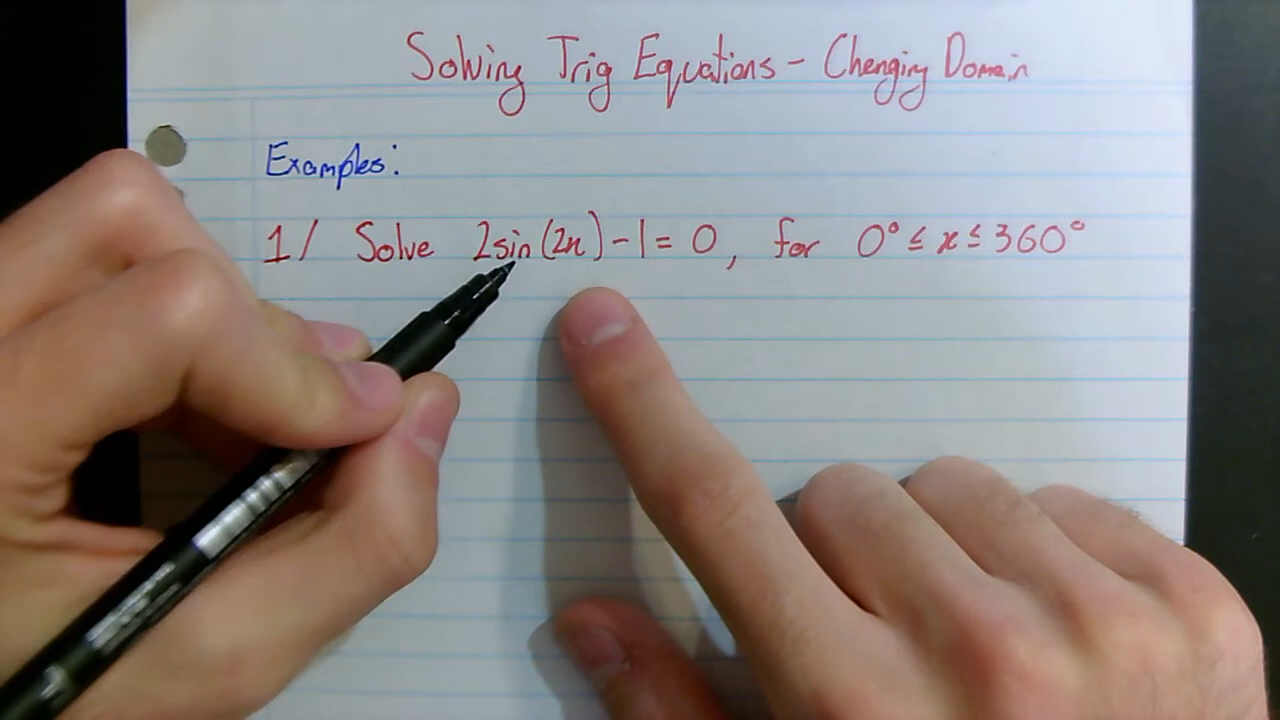 Solving Trig Equations - Changing Domain
Examples:
1/ Solve 2sin(2x)-1=0, for 0°≤x≤360°